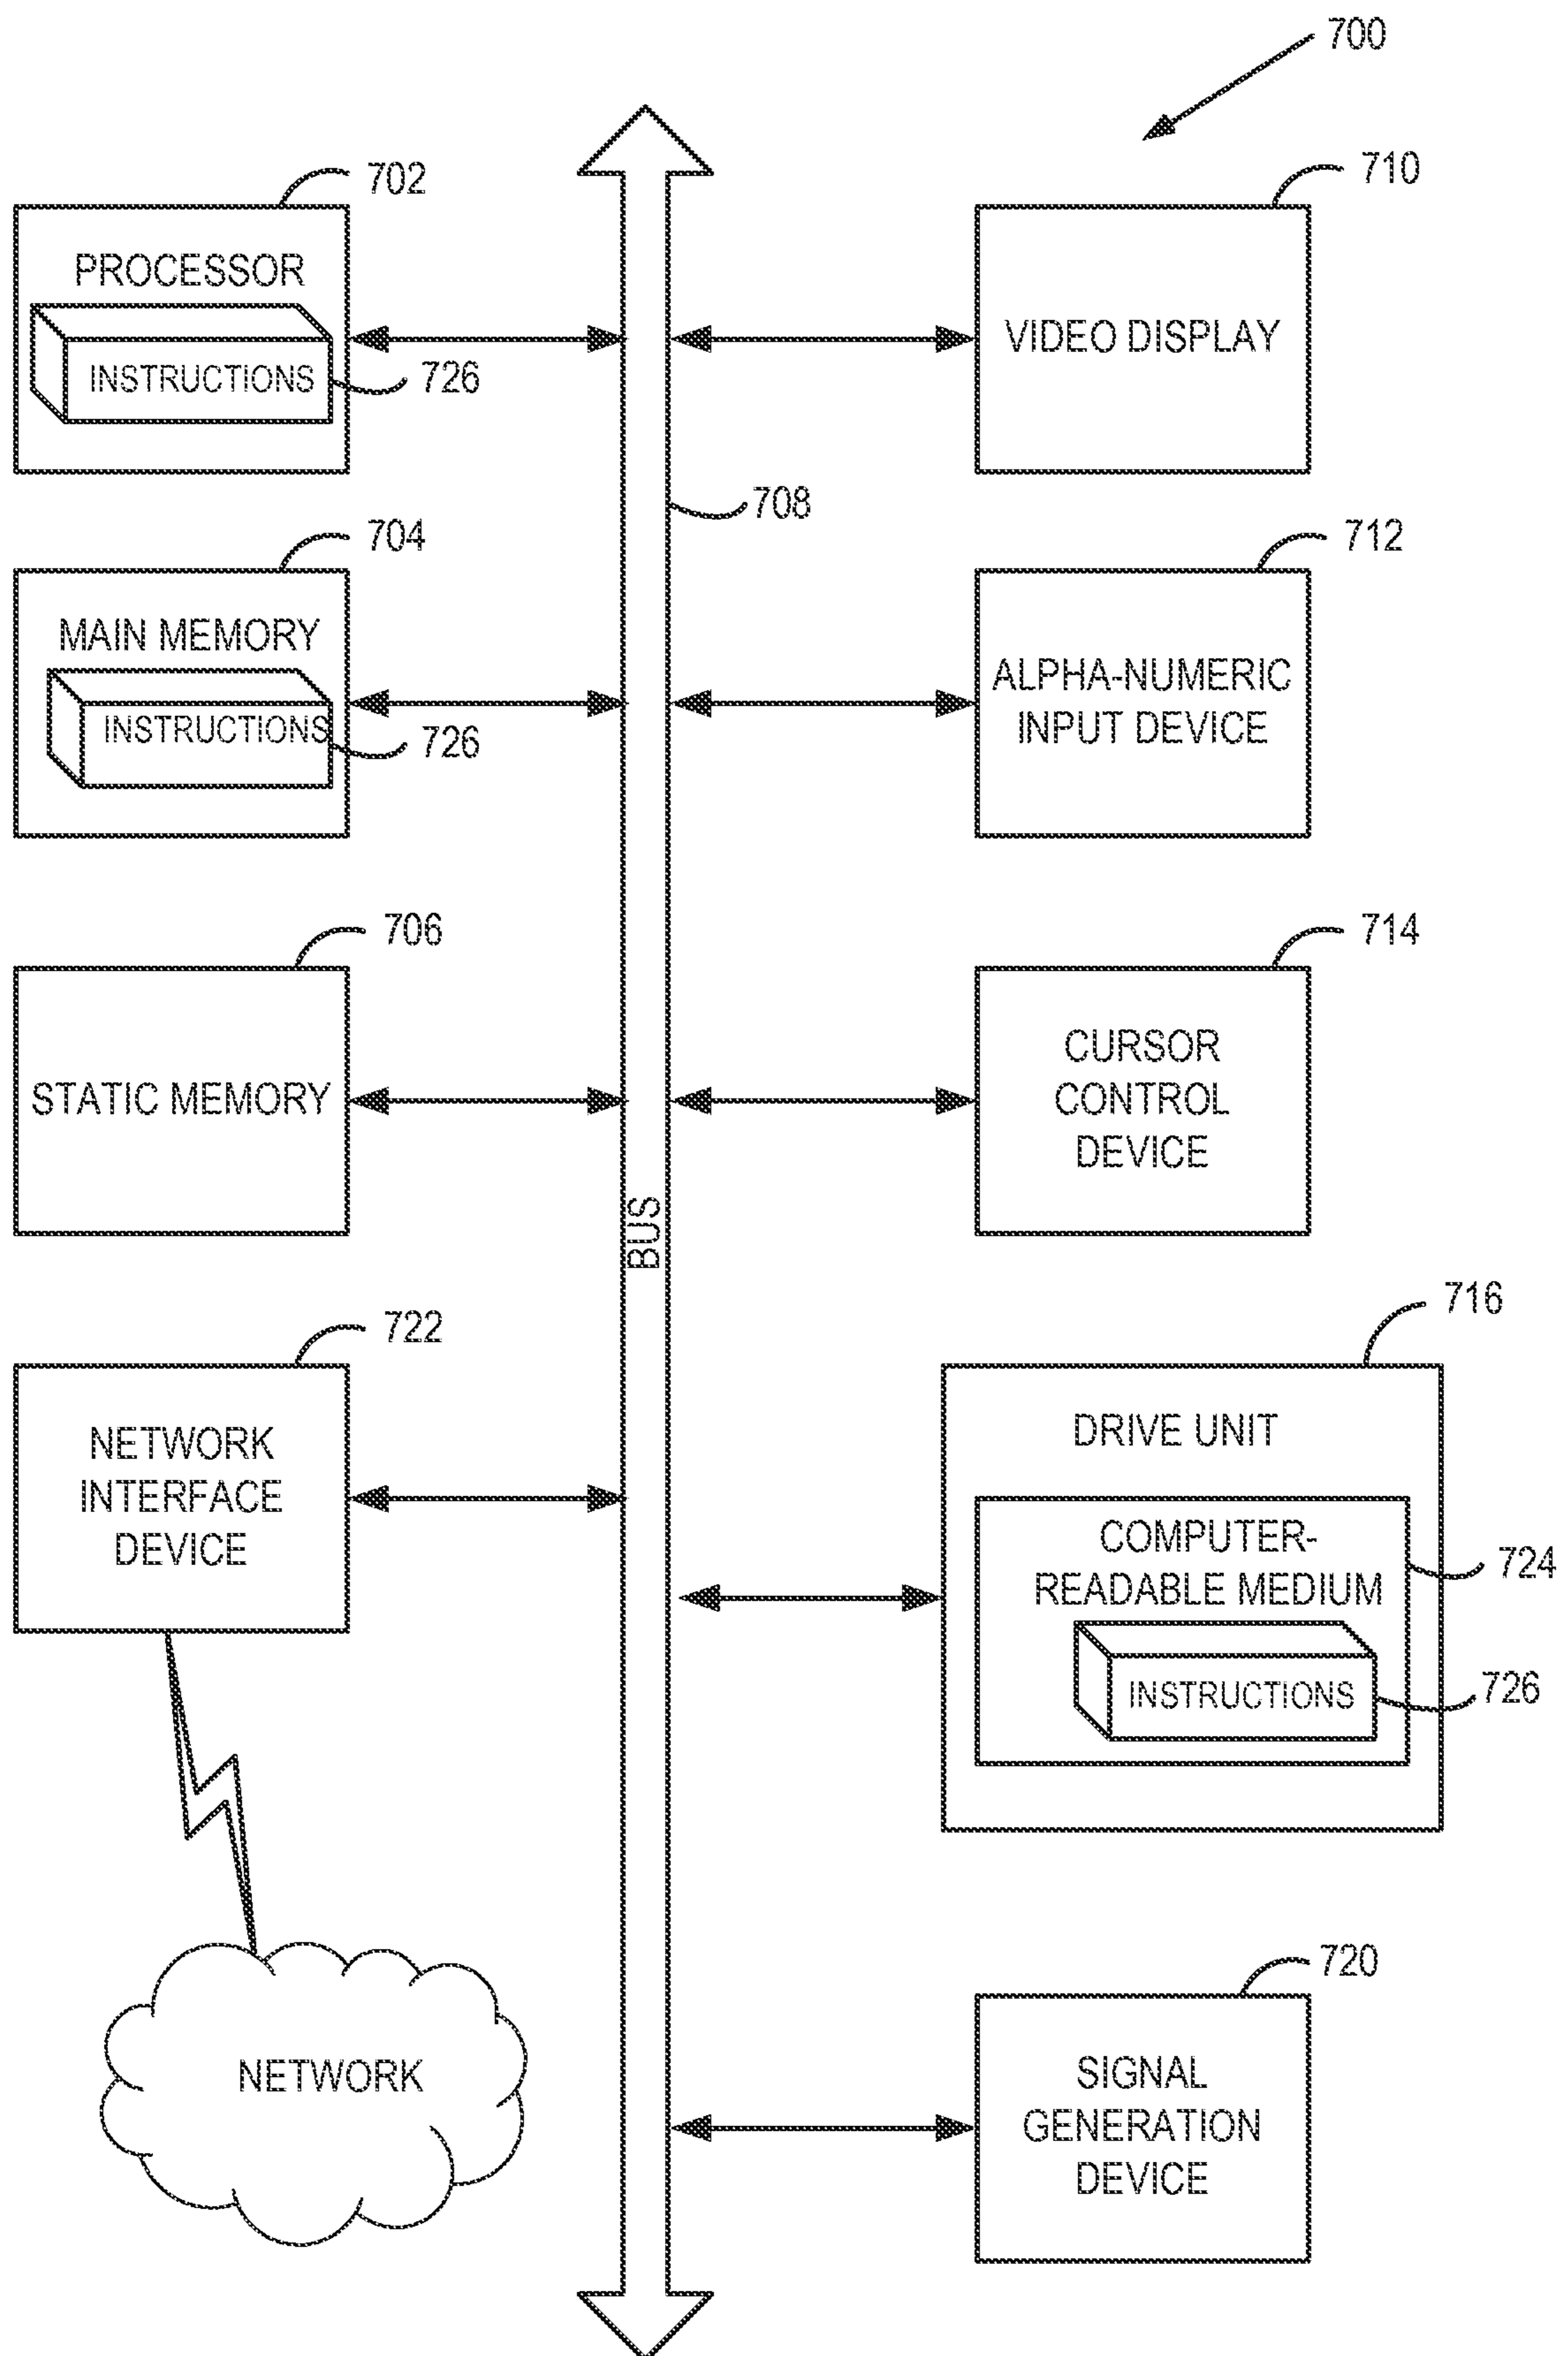 700
702
PROCESSOR
INSTRUCTIONS
726
710
VIDEO DISPLAY
708
704
MAIN MEMORY
INSTRUCTIONS
726
712
ALPHA-NUMERIC
INPUT DEVICE
706
STATIC MEMORY
714
CURSOR
CONTROL
DEVICE
BUS
722
NETWORK
INTERFACE
DEVICE
716
DRIVE UNIT
COMPUTER-
READABLE MEDIUM
724
INSTRUCTIONS
726
NETWORK
720
SIGNAL
GENERATION
DEVICE